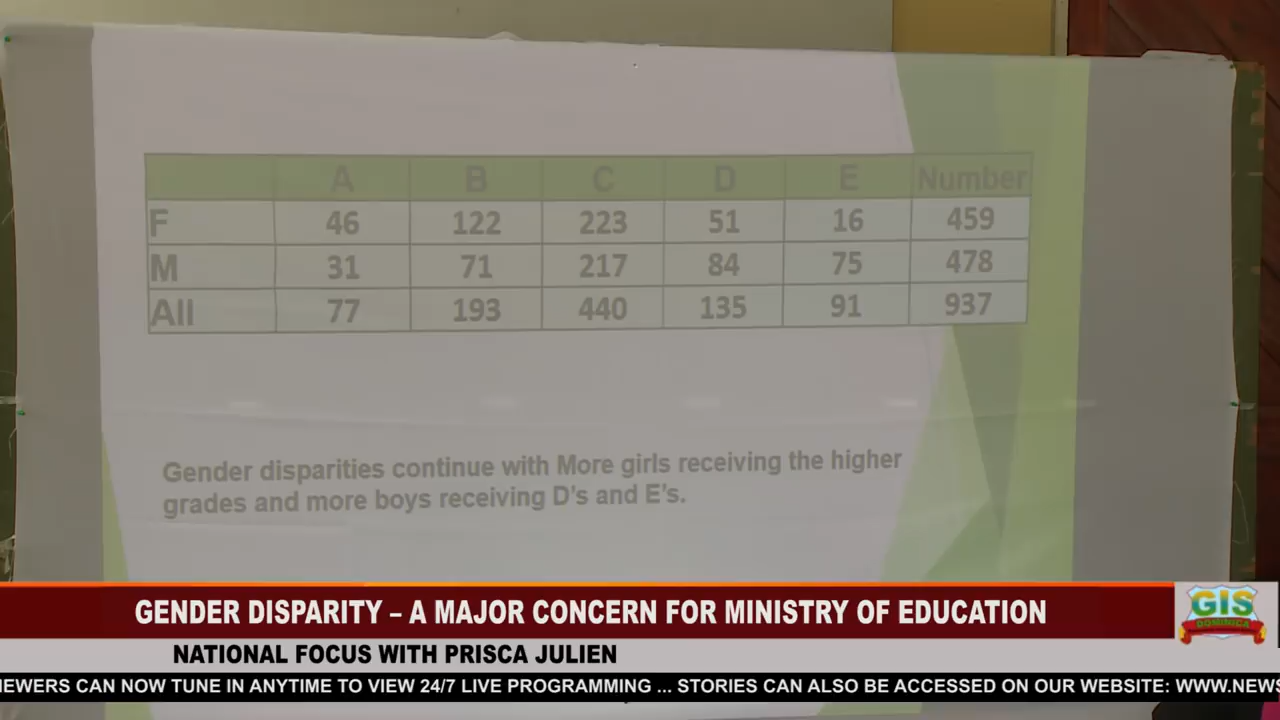 A B C D E Number
F 46 122 223 51 16 459
M 31 71 217 84 75 478
All 77 193 440 135 91 937
Gender disparities continue with More girls receiving the higher
grades and more boys receiving D's and E's.
GENDER DISPARITY – A MAJOR CONCERN FOR MINISTRY OF EDUCATION
GIS
DOMINICA
NATIONAL FOCUS WITH PRISCA JULIEN
IEWERS CAN NOW TUNE IN ANYTIME TO VIEW 24/7 LIVE PROGRAMMING ... STORIES CAN ALSO BE ACCESSED ON OUR WEBSITE: WWW.NEWS